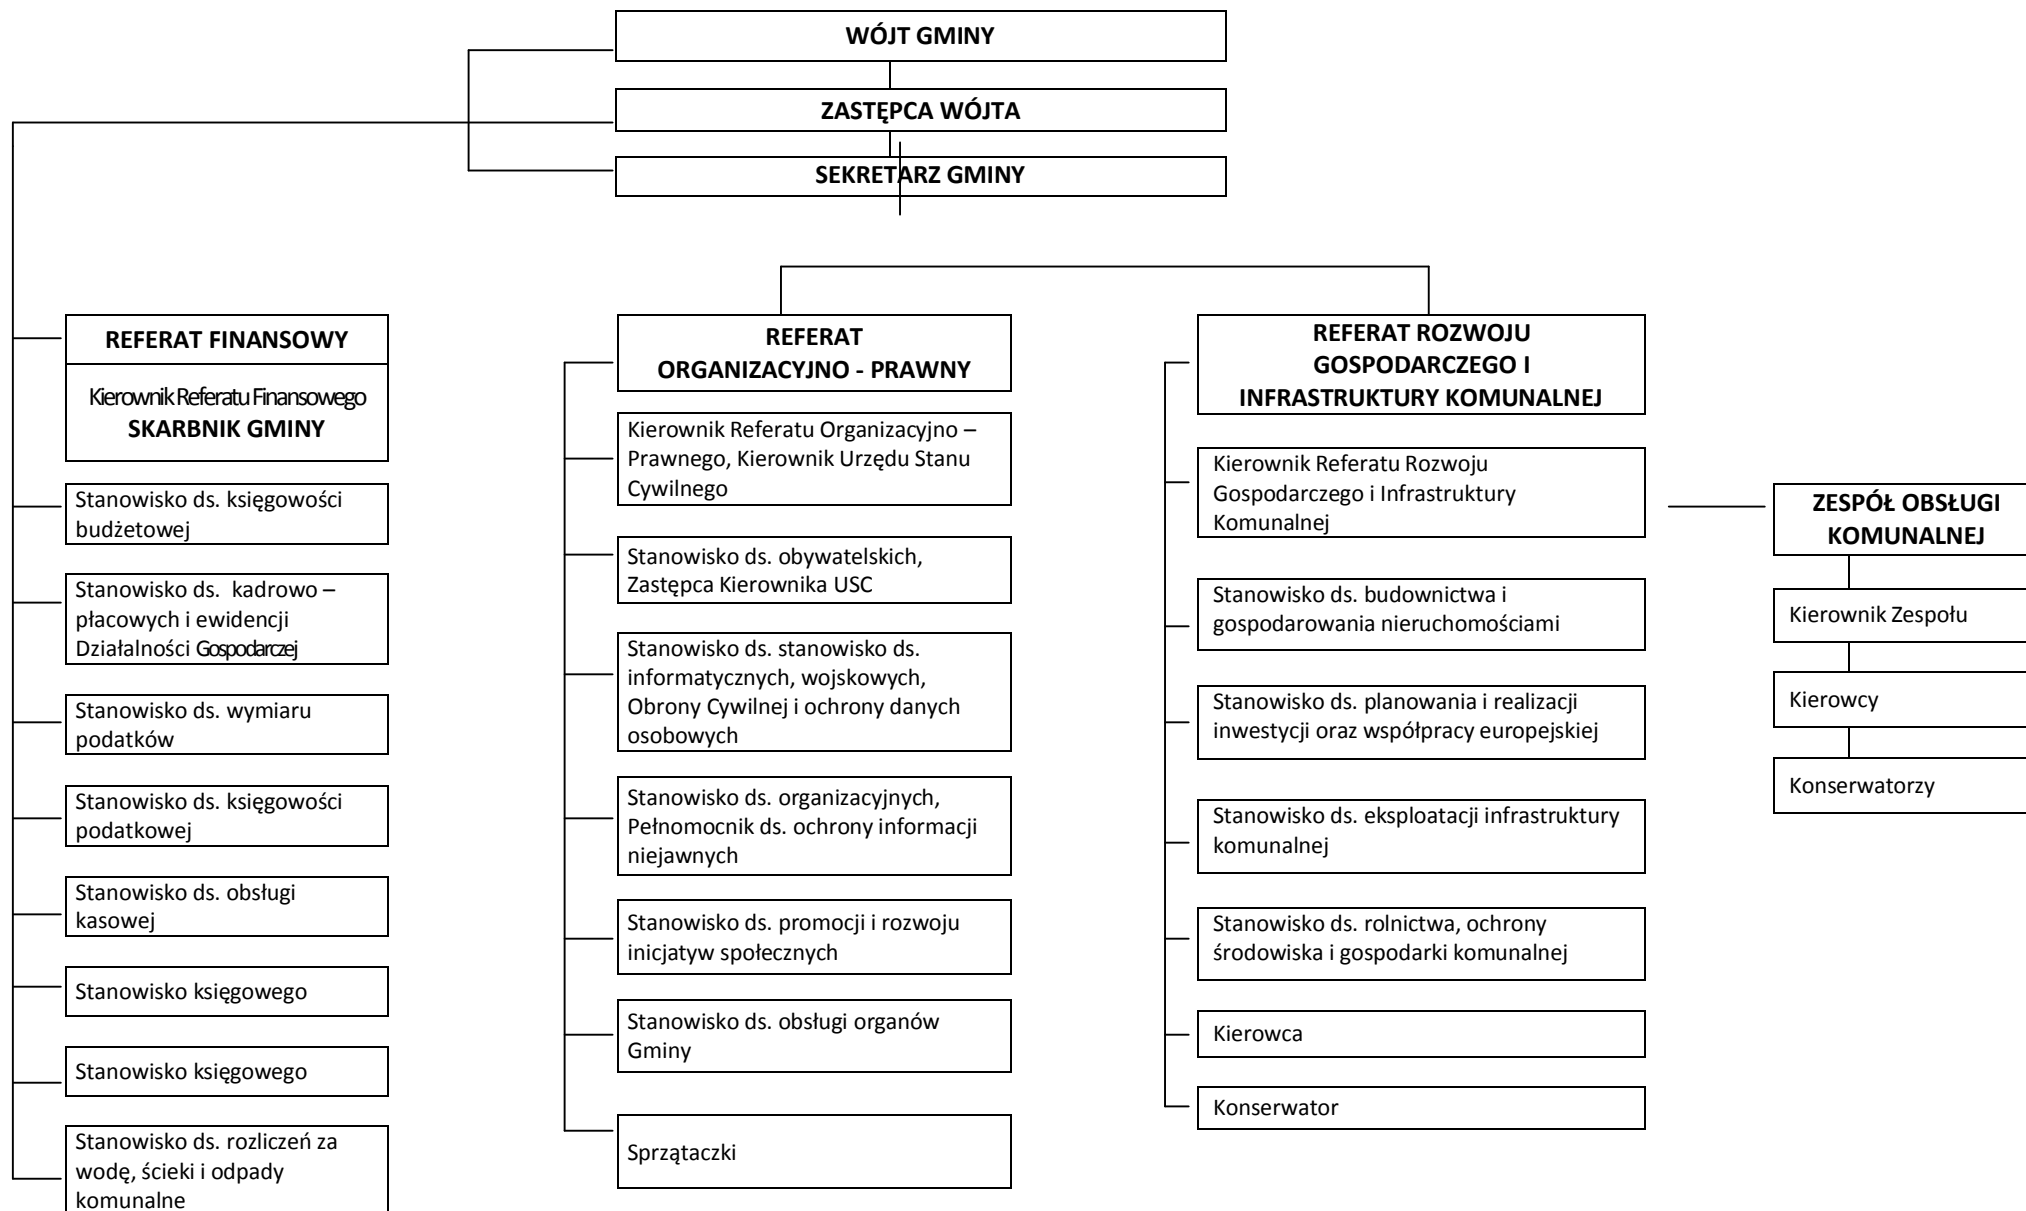 WÓJT GMINY
ZASTĘPCA WÓJTA
SEKRETARZ GMINY
REFERAT FINANSOWY
Kierownik Referatu Finansowego
SKARBNIK GMINY
Stanowisko ds. księgowości
budżetowej
Stanowisko ds. kadrowo –
płacowych i ewidencji
Działalności Gospodarczej
Stanowisko ds. wymiaru
podatków
Stanowisko ds. księgowości
podatkowej
Stanowisko ds. obsługi
kasowej
Stanowisko księgowego
Stanowisko księgowego
Stanowisko ds. rozliczeń za
wodę, ścieki i odpady
komunalne
REFERAT
ORGANIZACYJNO - PRAWNY
Kierownik Referatu Organizacyjno –
Prawnego, Kierownik Urzędu Stanu
Cywilnego
Stanowisko ds. obywatelskich,
Zastępca Kierownika USC
Stanowisko ds. stanowisko ds.
informatycznych, wojskowych,
Obrony Cywilnej i ochrony danych
osobowych
Stanowisko ds. organizacyjnych,
Pełnomocnik ds. ochrony informacji
niejawnych
Stanowisko ds. promocji i rozwoju
inicjatyw społecznych
Stanowisko ds. obsługi organów
Gminy
Sprzątaczki
REFERAT ROZWOJU
GOSPODARCZEGO I
INFRASTRUKTURY KOMUNALNEJ
Kierownik Referatu Rozwoju
Gospodarczego i Infrastruktury
Komunalnej
Stanowisko ds. budownictwa i
gospodarowania nieruchomościami
Stanowisko ds. planowania i realizacji
inwestycji oraz współpracy europejskiej
Stanowisko ds. eksploatacji infrastruktury
komunalnej
Stanowisko ds. rolnictwa, ochrony
środowiska i gospodarki komunalnej
Kierowca
Konserwator
ZESPÓŁ OBSŁUGI
KOMUNALNEJ
Kierownik Zespołu
Kierowcy
Konserwatorzy